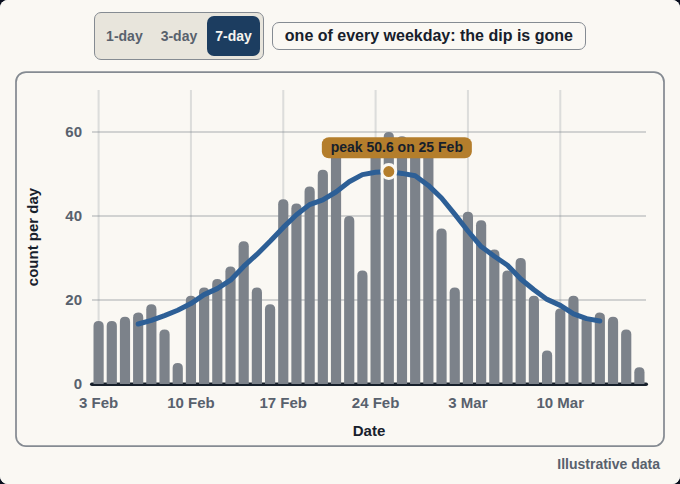 1-day 3-day 7-day
one of every weekday: the dip is gone
peak 50.6 on 25 Feb
60
40
20
0
count per day
3 Feb 10 Feb 17 Feb 24 Feb 3 Mar 10 Mar
Date
Illustrative data